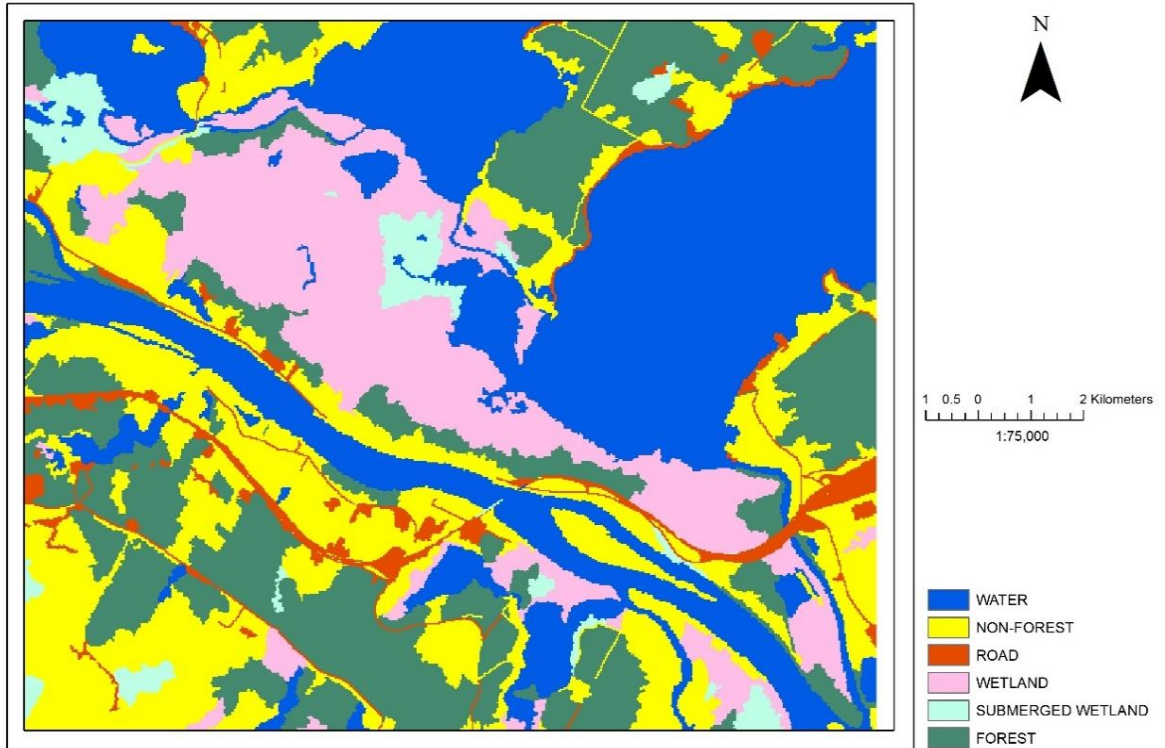 N
1 0.5 0 1 2 Kilometers
1:75,000
WATER
NON-FOREST
ROAD
WETLAND
SUBMERGED WETLAND
FOREST